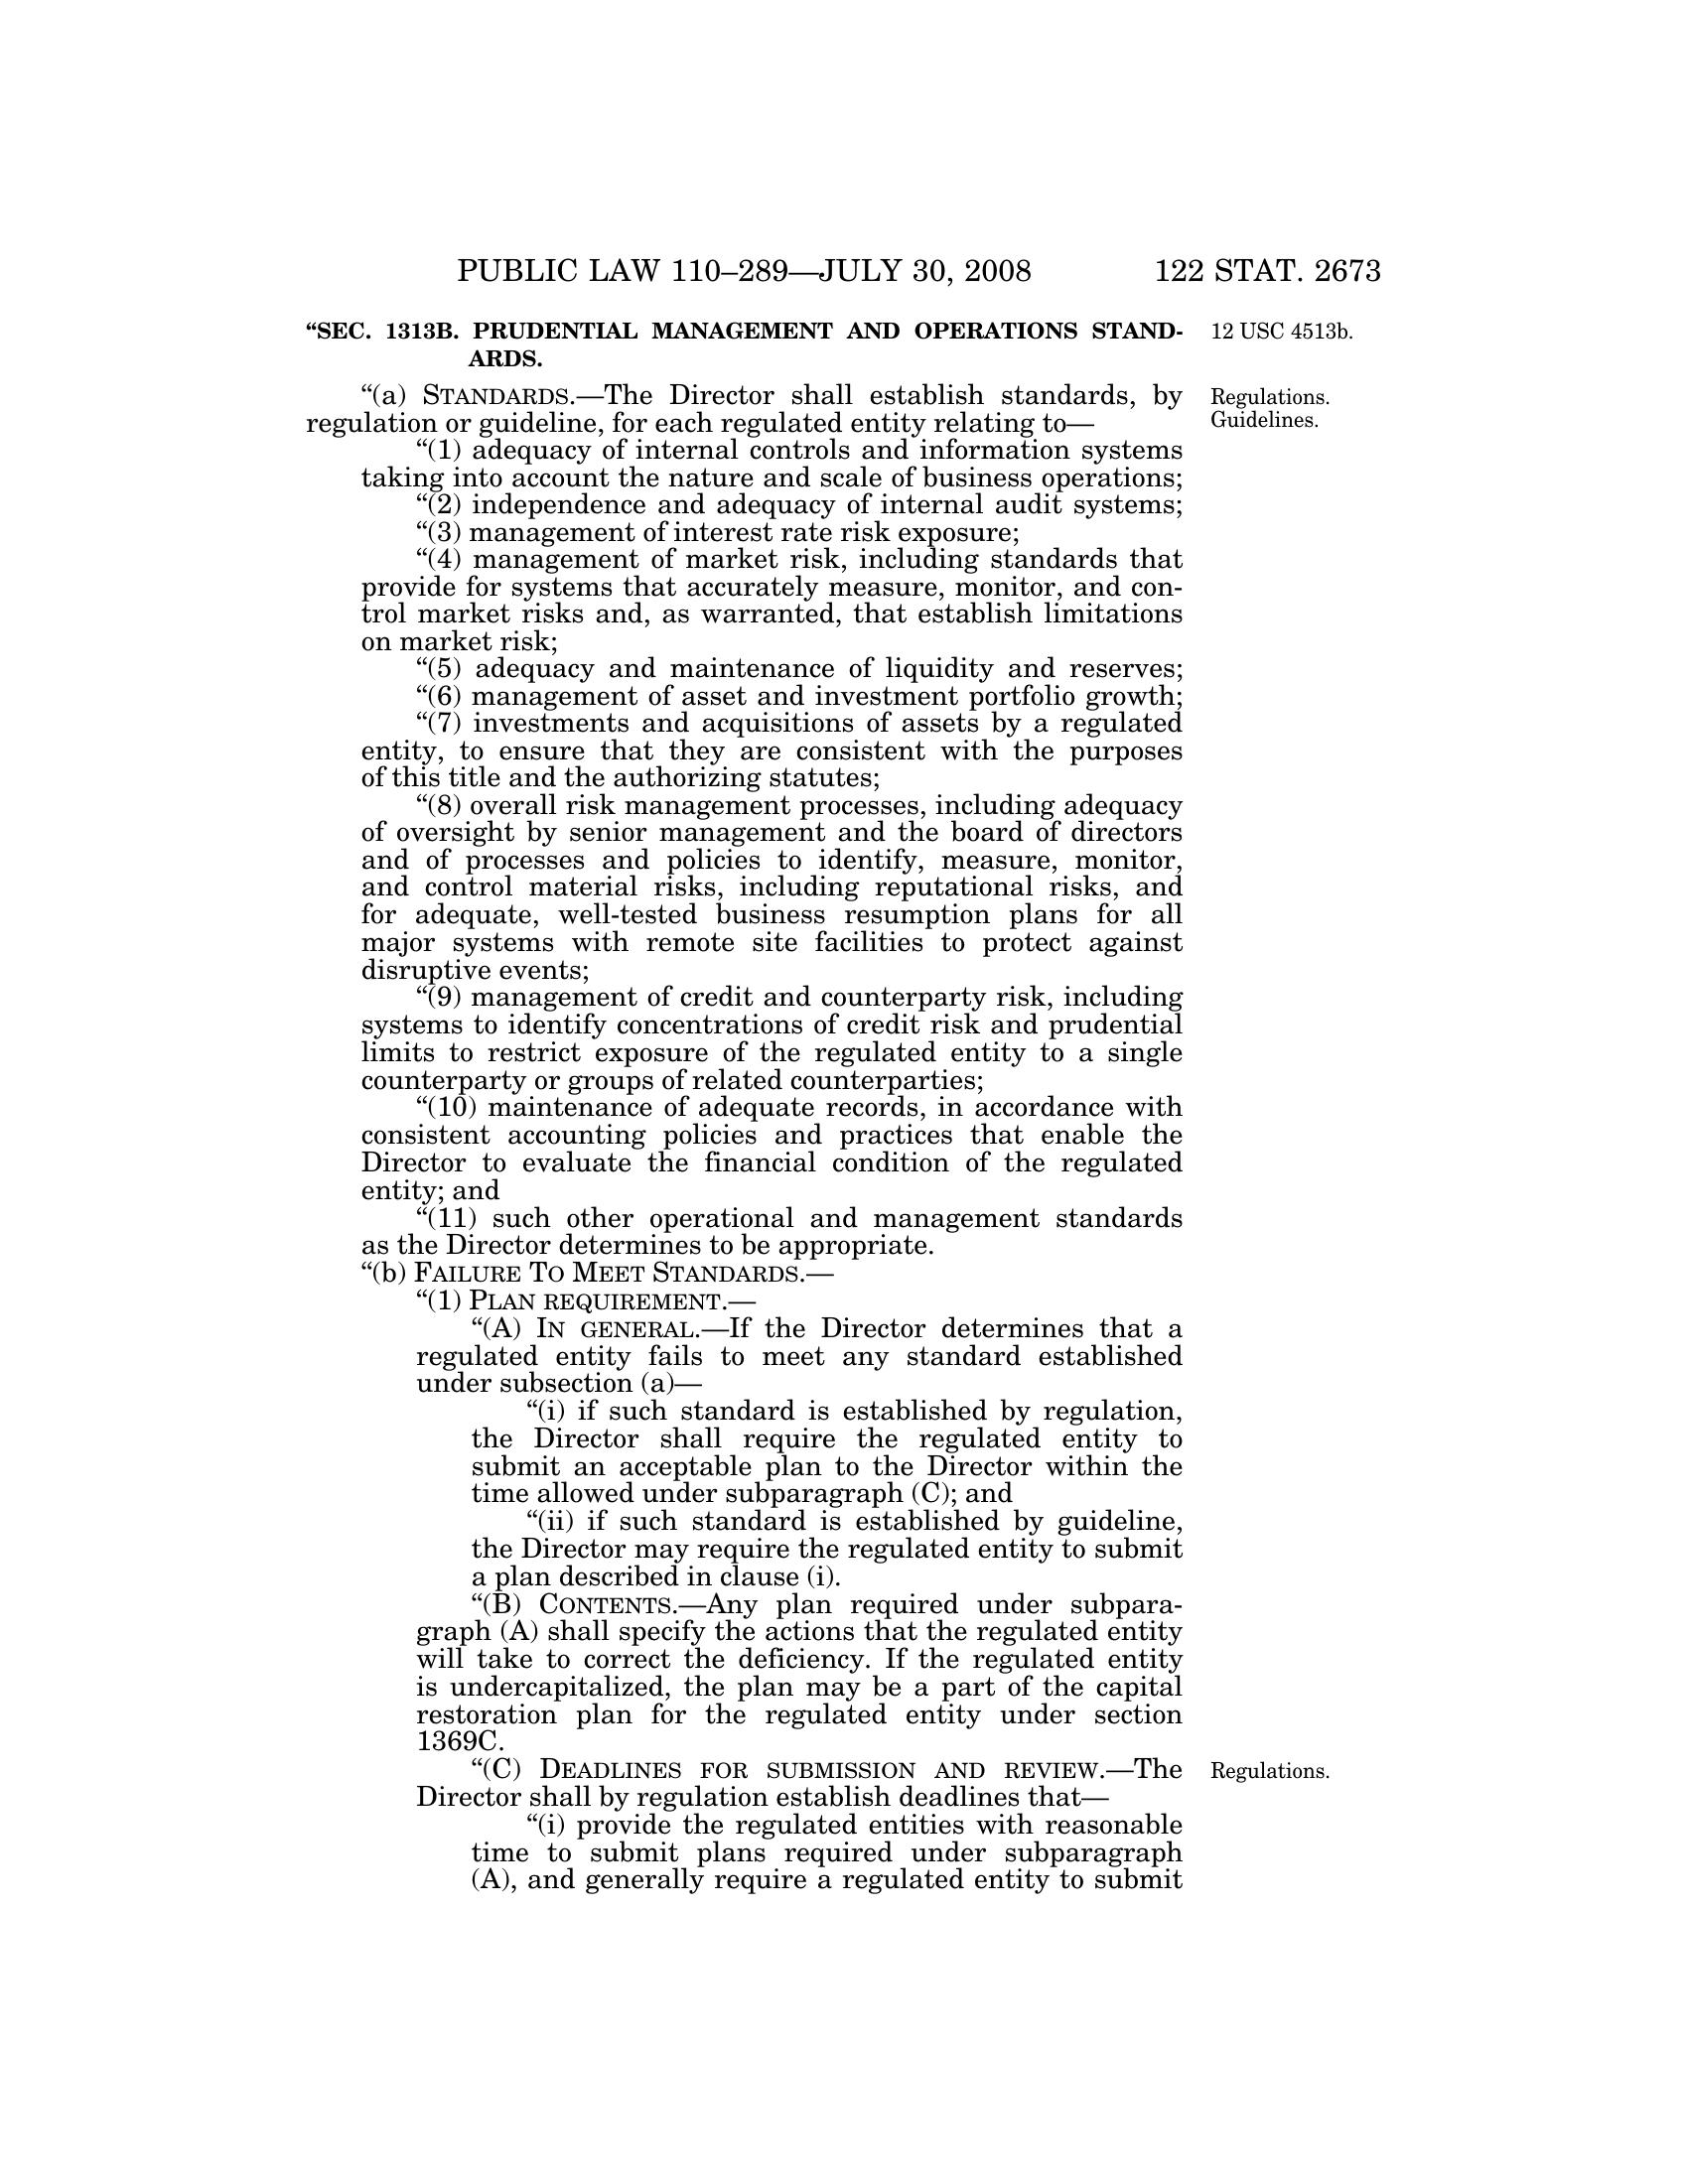 PUBLIC LAW 110–289—JULY 30, 2008 122 STAT. 2673
“SEC. 1313B. PRUDENTIAL MANAGEMENT AND OPERATIONS STAND-
ARDS.
12 USC 4513b.
“(a) STANDARDS.—The Director shall establish standards, by
regulation or guideline, for each regulated entity relating to—
Regulations.
Guidelines.
“(1) adequacy of internal controls and information systems
taking into account the nature and scale of business operations;
“(2) independence and adequacy of internal audit systems;
“(3) management of interest rate risk exposure;
“(4) management of market risk, including standards that
provide for systems that accurately measure, monitor, and con-
trol market risks and, as warranted, that establish limitations
on market risk;
“(5) adequacy and maintenance of liquidity and reserves;
“(6) management of asset and investment portfolio growth;
“(7) investments and acquisitions of assets by a regulated
entity, to ensure that they are consistent with the purposes
of this title and the authorizing statutes;
“(8) overall risk management processes, including adequacy
of oversight by senior management and the board of directors
and of processes and policies to identify, measure, monitor,
and control material risks, including reputational risks, and
for adequate, well-tested business resumption plans for all
major systems with remote site facilities to protect against
disruptive events;
“(9) management of credit and counterparty risk, including
systems to identify concentrations of credit risk and prudential
limits to restrict exposure of the regulated entity to a single
counterparty or groups of related counterparties;
“(10) maintenance of adequate records, in accordance with
consistent accounting policies and practices that enable the
Director to evaluate the financial condition of the regulated
entity; and
“(11) such other operational and management standards
as the Director determines to be appropriate.
“(b) FAILURE TO MEET STANDARDS.—
“(1) PLAN REQUIREMENT.—
“(A) IN GENERAL.—If the Director determines that a
regulated entity fails to meet any standard established
under subsection (a)—
“(i) if such standard is established by regulation,
the Director shall require the regulated entity to
submit an acceptable plan to the Director within the
time allowed under subparagraph (C); and
“(ii) if such standard is established by guideline,
the Director may require the regulated entity to submit
a plan described in clause (i).
“(B) CONTENTS.—Any plan required under subpara-
graph (A) shall specify the actions that the regulated entity
will take to correct the deficiency. If the regulated entity
is undercapitalized, the plan may be a part of the capital
restoration plan for the regulated entity under section
1369C.
“(C) DEADLINES FOR SUBMISSION AND REVIEW.—The
Director shall by regulation establish deadlines that—
Regulations.
“(i) provide the regulated entities with reasonable
time to submit plans required under subparagraph
(A), and generally require a regulated entity to submit